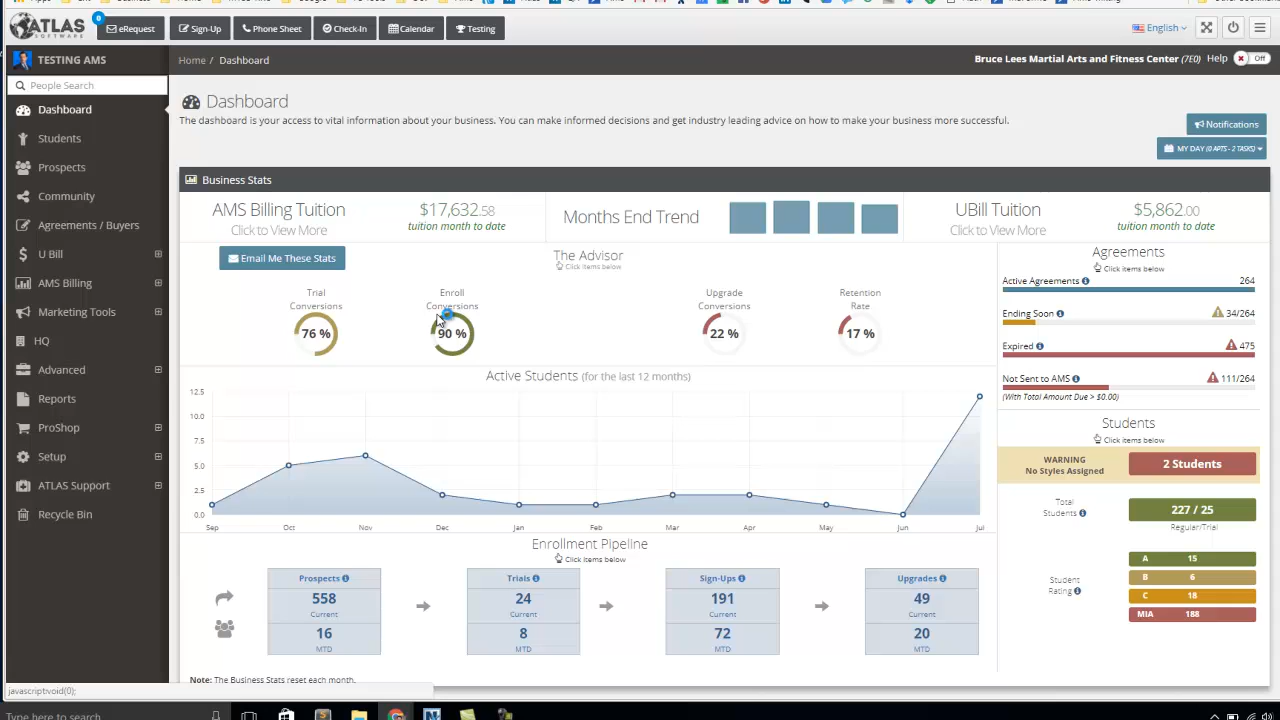 ATLAS
SOFTWARE
0
eRequest
Sign-Up
Phone Sheet
Check-In
Calendar
Testing
English
TESTING AMS
Home / Dashboard
Bruce Lees Martial Arts and Fitness Center (7E0) Help
Off
People Search
Dashboard
Students
Prospects
Community
Agreements / Buyers
U Bill
AMS Billing
Marketing Tools
HQ
Advanced
Reports
ProShop
Setup
ATLAS Support
Recycle Bin
Dashboard
The dashboard is your access to vital information about your business. You can make informed decisions and get industry leading advice on how to make your business more successful.
Notifications
MY DAY (0 APTS - 2 TASKS)
Business Stats
AMS Billing Tuition
Click to View More
$17,632.58
tuition month to date
Months End Trend
UBill Tuition
Click to View More
$5,862.00
tuition month to date
Email Me These Stats
The Advisor
Click items below
Trial
Conversions
76 %
Enroll
Conversions
90 %
Upgrade
Conversions
22 %
Retention
Rate
17 %
Active Students (for the last 12 months)
12.5
10.0
7.5
5.0
2.5
0.0
Sep
Oct
Nov
Dec
Jan
Feb
Mar
Apr
May
Jun
Jul
Enrollment Pipeline
Click items below
Prospects
558
Current
16
MTD
Trials
24
Current
8
MTD
Sign-Ups
191
Current
72
MTD
Upgrades
49
Current
20
MTD
Note: The Business Stats reset each month.
Agreements
Click items below
Active Agreements
264
Ending Soon
34/264
Expired
475
Not Sent to AMS
111/264
(With Total Amount Due > $0.00)
Students
Click items below
WARNING
No Styles Assigned
2 Students
Total
Students
227 / 25
Regular/Trial
Student
Rating
A 15
B 6
C 18
MIA 188
javascript:void(0);
Type here to search